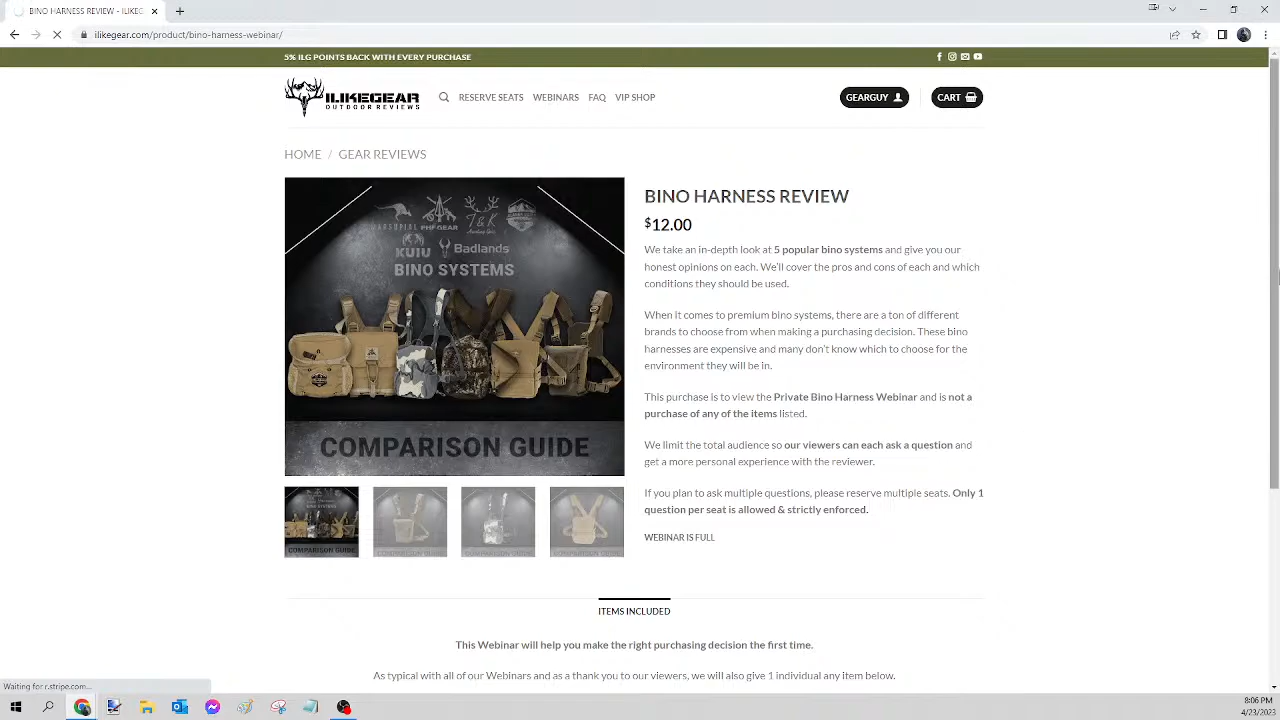 BINO HARNESS REVIEW
ilikegear.com/product/bino-harness-webinar/
5% ILG POINTS BACK WITH EVERY PURCHASE
ILIKEGEAR
OUTDOOR REVIEWS
RESERVE SEATS WEBINARS FAQ VIP SHOP
GEARGUY CART
HOME / GEAR REVIEWS
MARSUPIAL PHF GEAR T&K
KUIU Badlands
BINO SYSTEMS
COMPARISON GUIDE
COMPARISON GUIDE
BINO HARNESS REVIEW
$12.00
We take an in-depth look at 5 popular bino systems and give you our
honest opinions on each. We'll cover the pros and cons of each and which
conditions they should be used.
When it comes to premium bino systems, there are a ton of different
brands to choose from when making a purchasing decision. These bino
harnesses are expensive and many don't know which to choose for the
environment they will be in.
This purchase is to view the Private Bino Harness Webinar and is not a
purchase of any of the items listed.
We limit the total audience so our viewers can each ask a question and
get a more personal experience with the reviewer.
If you plan to ask multiple questions, please reserve multiple seats. Only 1
question per seat is allowed & strictly enforced.
WEBINAR IS FULL
ITEMS INCLUDED
This Webinar will help you make the right purchasing decision the first time.
As typical with all of our Webinars and as a thank you to our viewers, we will also give 1 individual any item below.
Waiting for r.stripe.com...
8:06 PM
4/23/2023